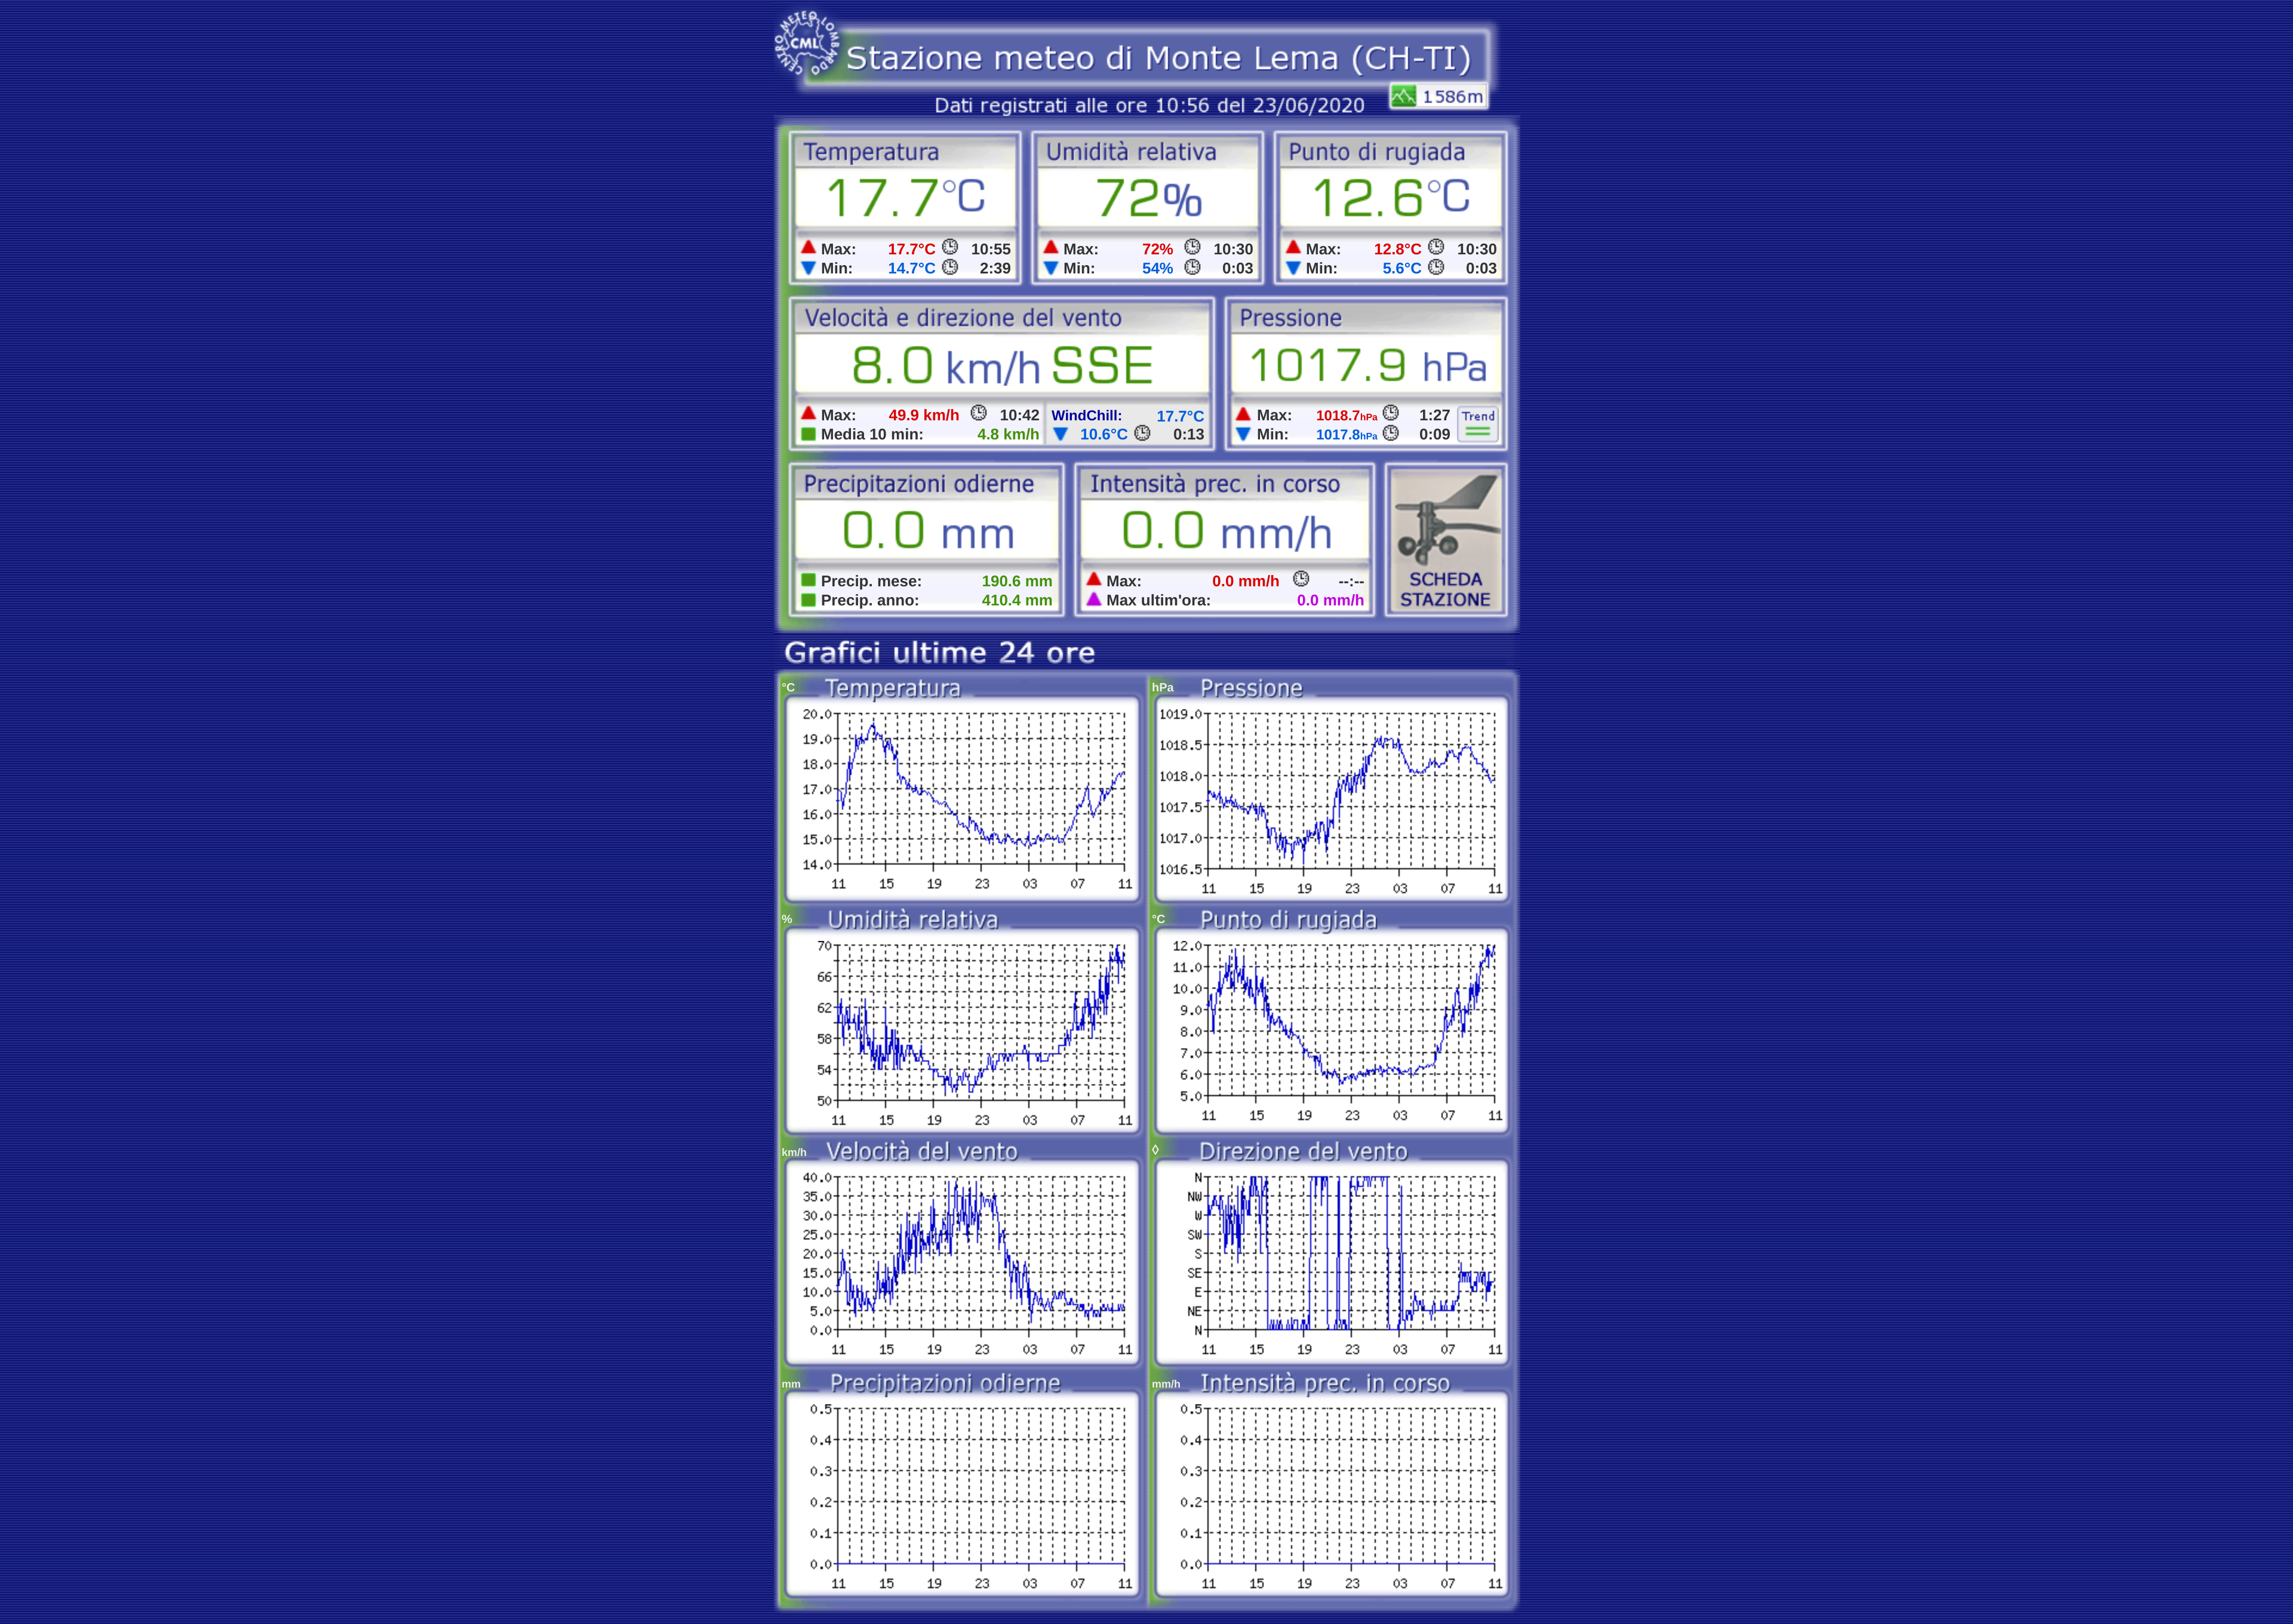 CENTRO METEO LOMBARDO
CML
Stazione meteo di Monte Lema (CH-TI)
Dati registrati alle ore 10:56 del 23/06/2020
1586m
Temperatura
17.7°C
Max: 17.7°C 10:55
Min: 14.7°C 2:39
Umidità relativa
72%
Max: 72% 10:30
Min: 54% 0:03
Punto di rugiada
12.6°C
Max: 12.8°C 10:30
Min: 5.6°C 0:03
Velocità e direzione del vento
8.0 km/h SSE
Max: 49.9 km/h 10:42
Media 10 min: 4.8 km/h
WindChill: 17.7°C
10.6°C 0:13
Pressione
1017.9 hPa
Max: 1018.7hPa 1:27
Min: 1017.8hPa 0:09
Trend
Precipitazioni odierne
0.0 mm
Precip. mese: 190.6 mm
Precip. anno: 410.4 mm
Intensità prec. in corso
0.0 mm/h
Max: 0.0 mm/h --:--
Max ultim'ora: 0.0 mm/h
SCHEDA
STAZIONE
Grafici ultime 24 ore
°C Temperatura
20.0
19.0
18.0
17.0
16.0
15.0
14.0
11 15 19 23 03 07 11
hPa Pressione
1019.0
1018.5
1018.0
1017.5
1017.0
1016.5
11 15 19 23 03 07 11
% Umidità relativa
70
66
62
58
54
50
11 15 19 23 03 07 11
°C Punto di rugiada
12.0
11.0
10.0
9.0
8.0
7.0
6.0
5.0
11 15 19 23 03 07 11
km/h Velocità del vento
40.0
35.0
30.0
25.0
20.0
15.0
10.0
5.0
0.0
11 15 19 23 03 07 11
◊ Direzione del vento
N
NW
W
SW
S
SE
E
NE
N
11 15 19 23 03 07 11
mm Precipitazioni odierne
0.5
0.4
0.3
0.2
0.1
0.0
11 15 19 23 03 07 11
mm/h Intensità prec. in corso
0.5
0.4
0.3
0.2
0.1
0.0
11 15 19 23 03 07 11